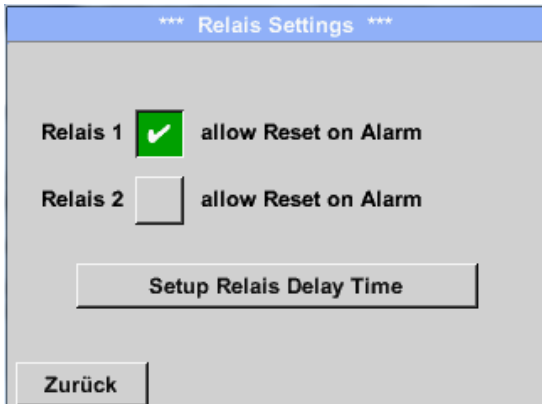 *** Relais Settings ***
Relais 1 ✔ allow Reset on Alarm
Relais 2 allow Reset on Alarm
Setup Relais Delay Time
Zurück